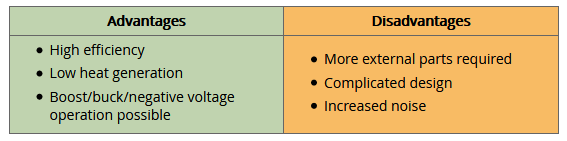 Advantages
Disadvantages
• High efficiency
• Low heat generation
• Boost/buck/negative voltage
operation possible
• More external parts required
• Complicated design
• Increased noise